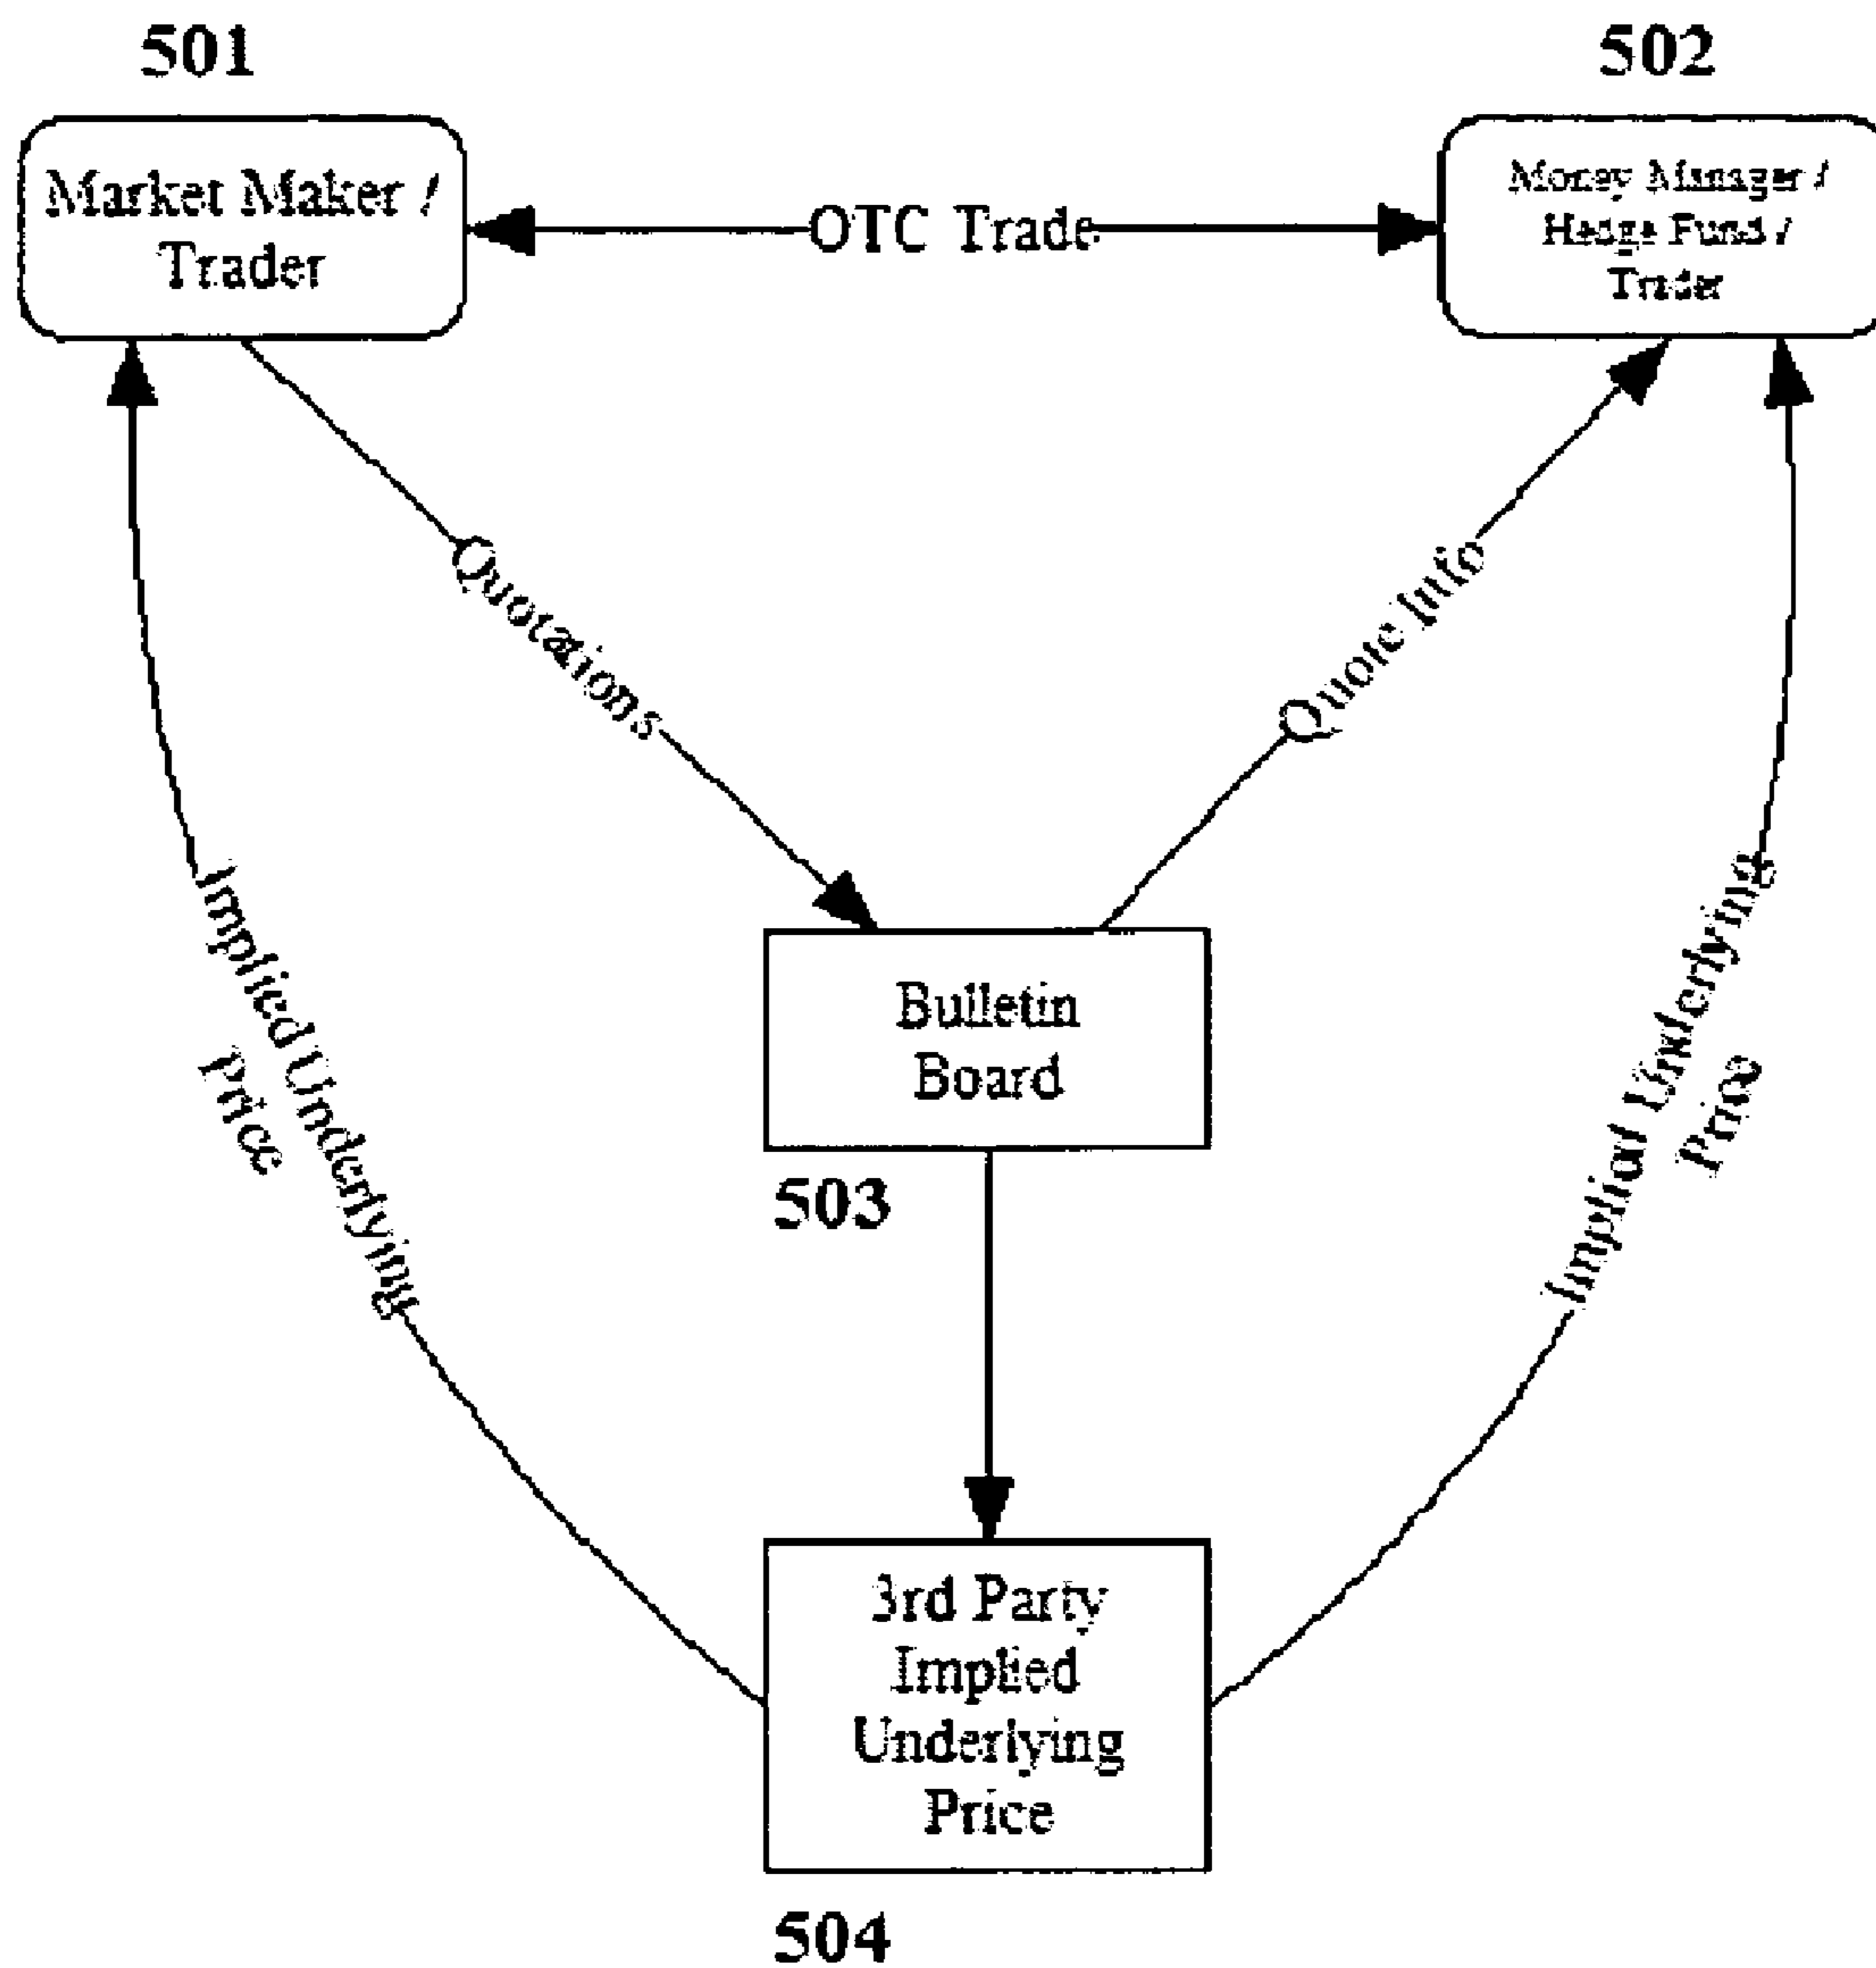 501
502
Market Maker /
Trader
OTC Trade
Money Manager /
Hedge Fund /
Trader
Quotations
Quote Info
Implied Underlying
Price
Implied Underlying
Price
Bulletin
Board
503
3rd Party
Implied
Underlying
Price
504